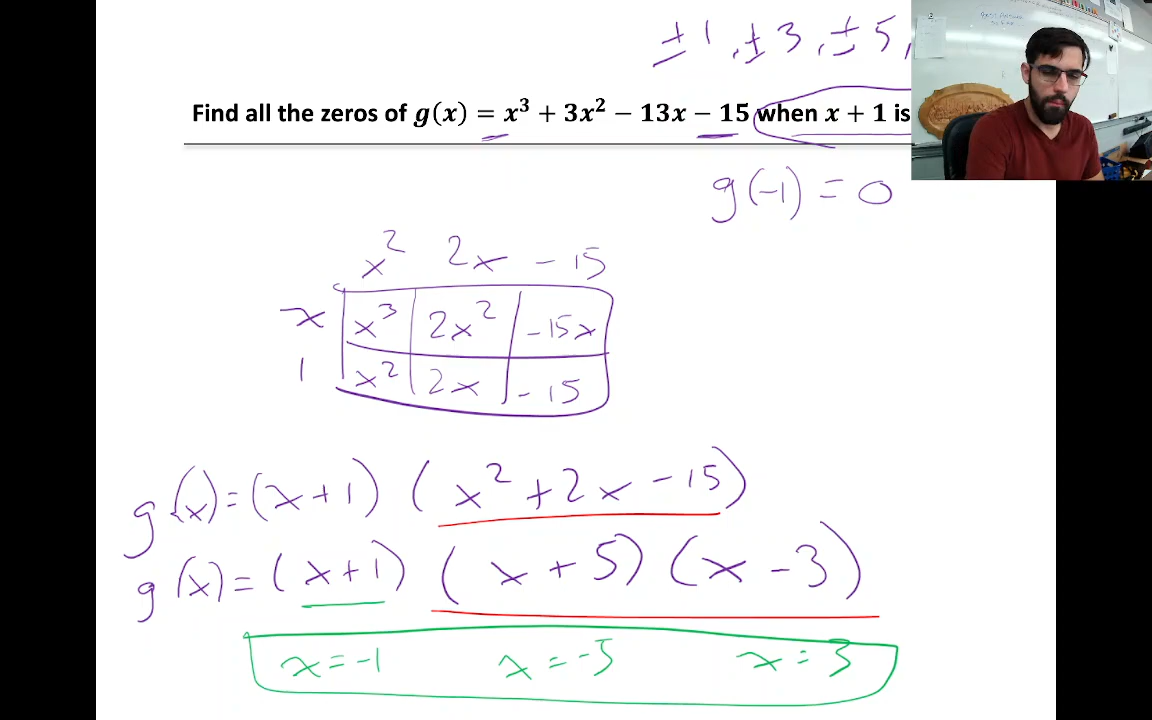 ±1, ±3, ±5,
Find all the zeros of g(x) = x³ + 3x² − 13x − 15 when x + 1 is
g(-1) = 0
x² 2x -15
x x³ 2x² -15x
1 x² 2x -15
g(x) = (x+1) (x² + 2x - 15)
g(x) = (x+1) (x + 5) (x - 3)
x = -1 x = -5 x = 3